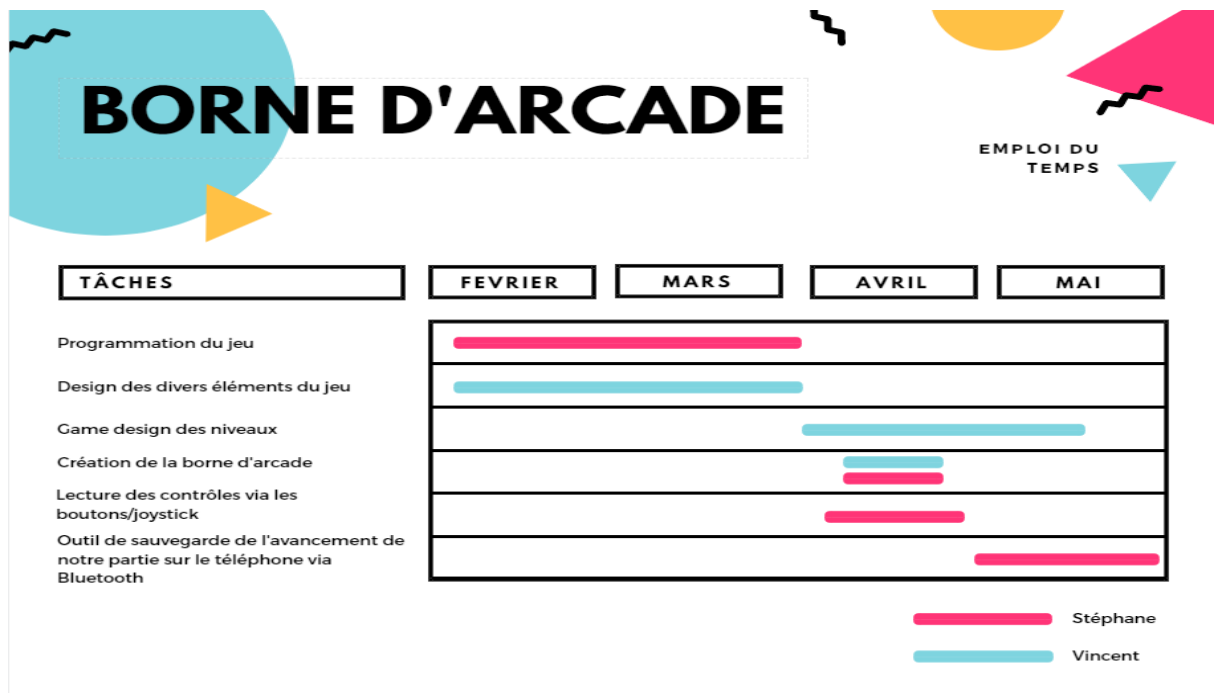 BORNE D'ARCADE
EMPLOI DU
TEMPS
TÂCHES
FEVRIER
MARS
AVRIL
MAI
Programmation du jeu
Design des divers éléments du jeu
Game design des niveaux
Création de la borne d'arcade
Lecture des contrôles via les
boutons/joystick
Outil de sauvegarde de l'avancement de
notre partie sur le téléphone via
Bluetooth
Stéphane
Vincent